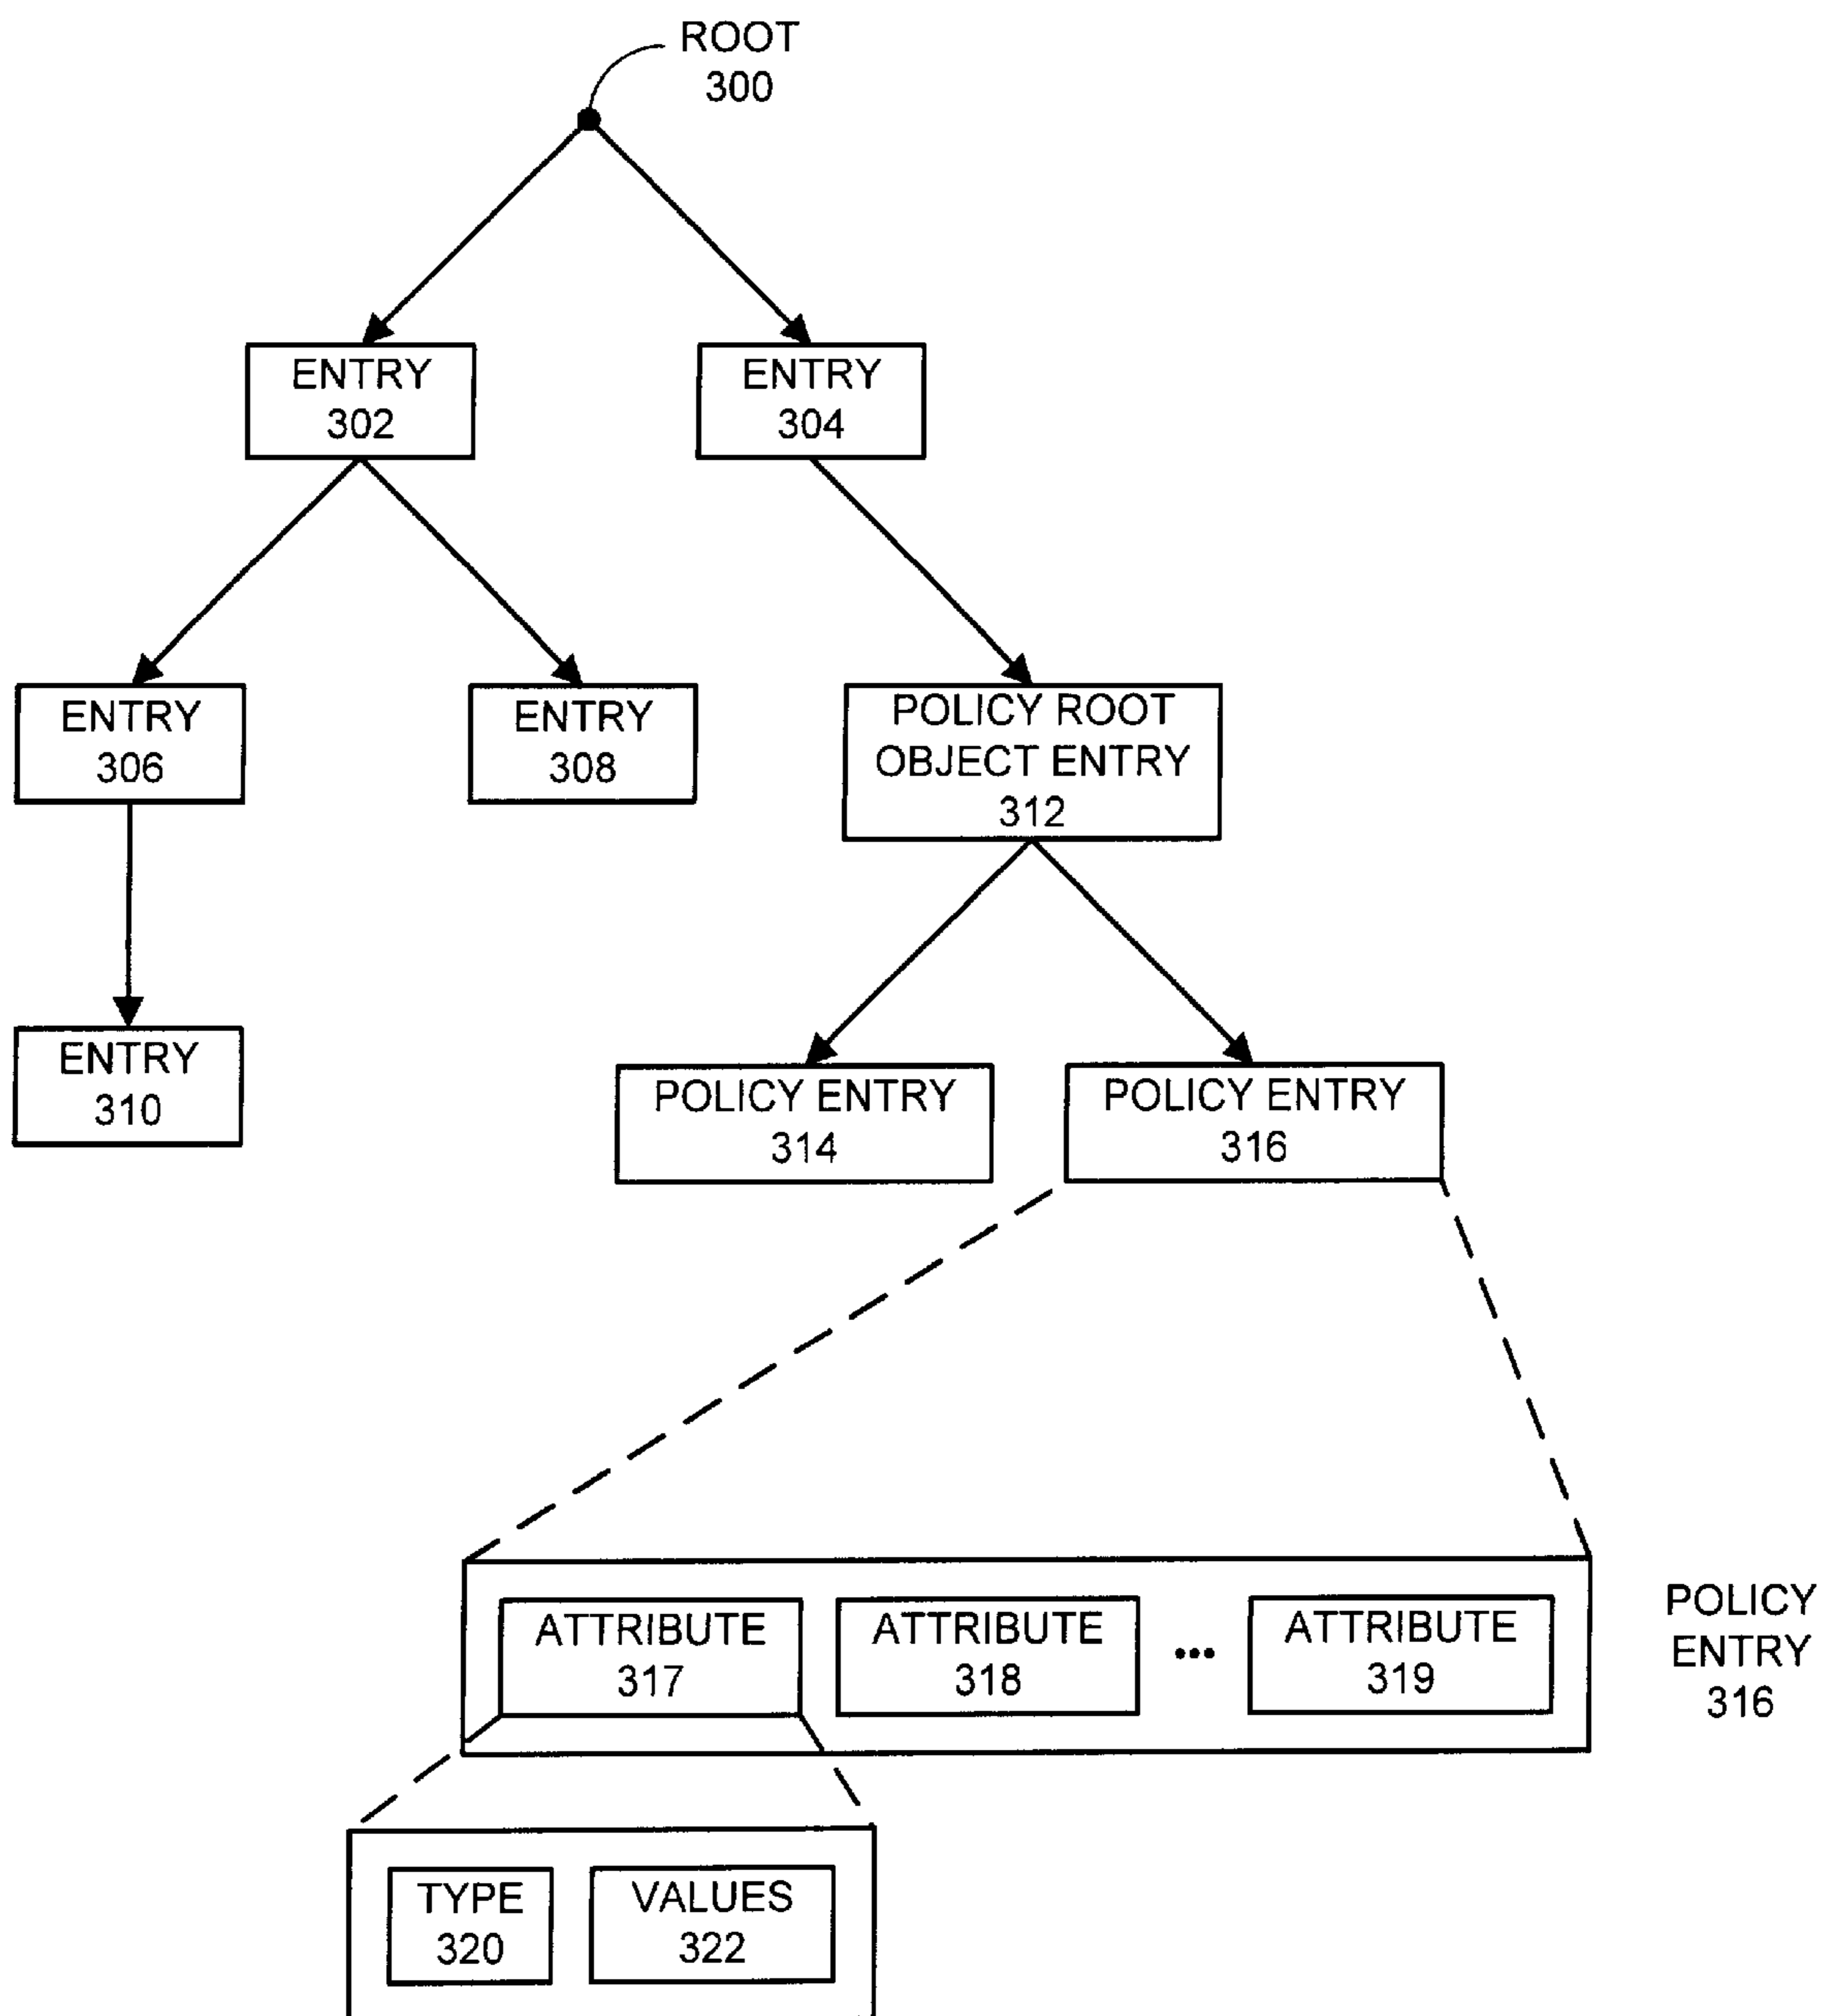 ROOT
300
ENTRY
302
ENTRY
304
ENTRY
306
ENTRY
308
POLICY ROOT
OBJECT ENTRY
312
ENTRY
310
POLICY ENTRY
314
POLICY ENTRY
316
ATTRIBUTE
317
ATTRIBUTE
318
...
ATTRIBUTE
319
POLICY
ENTRY
316
TYPE
320
VALUES
322